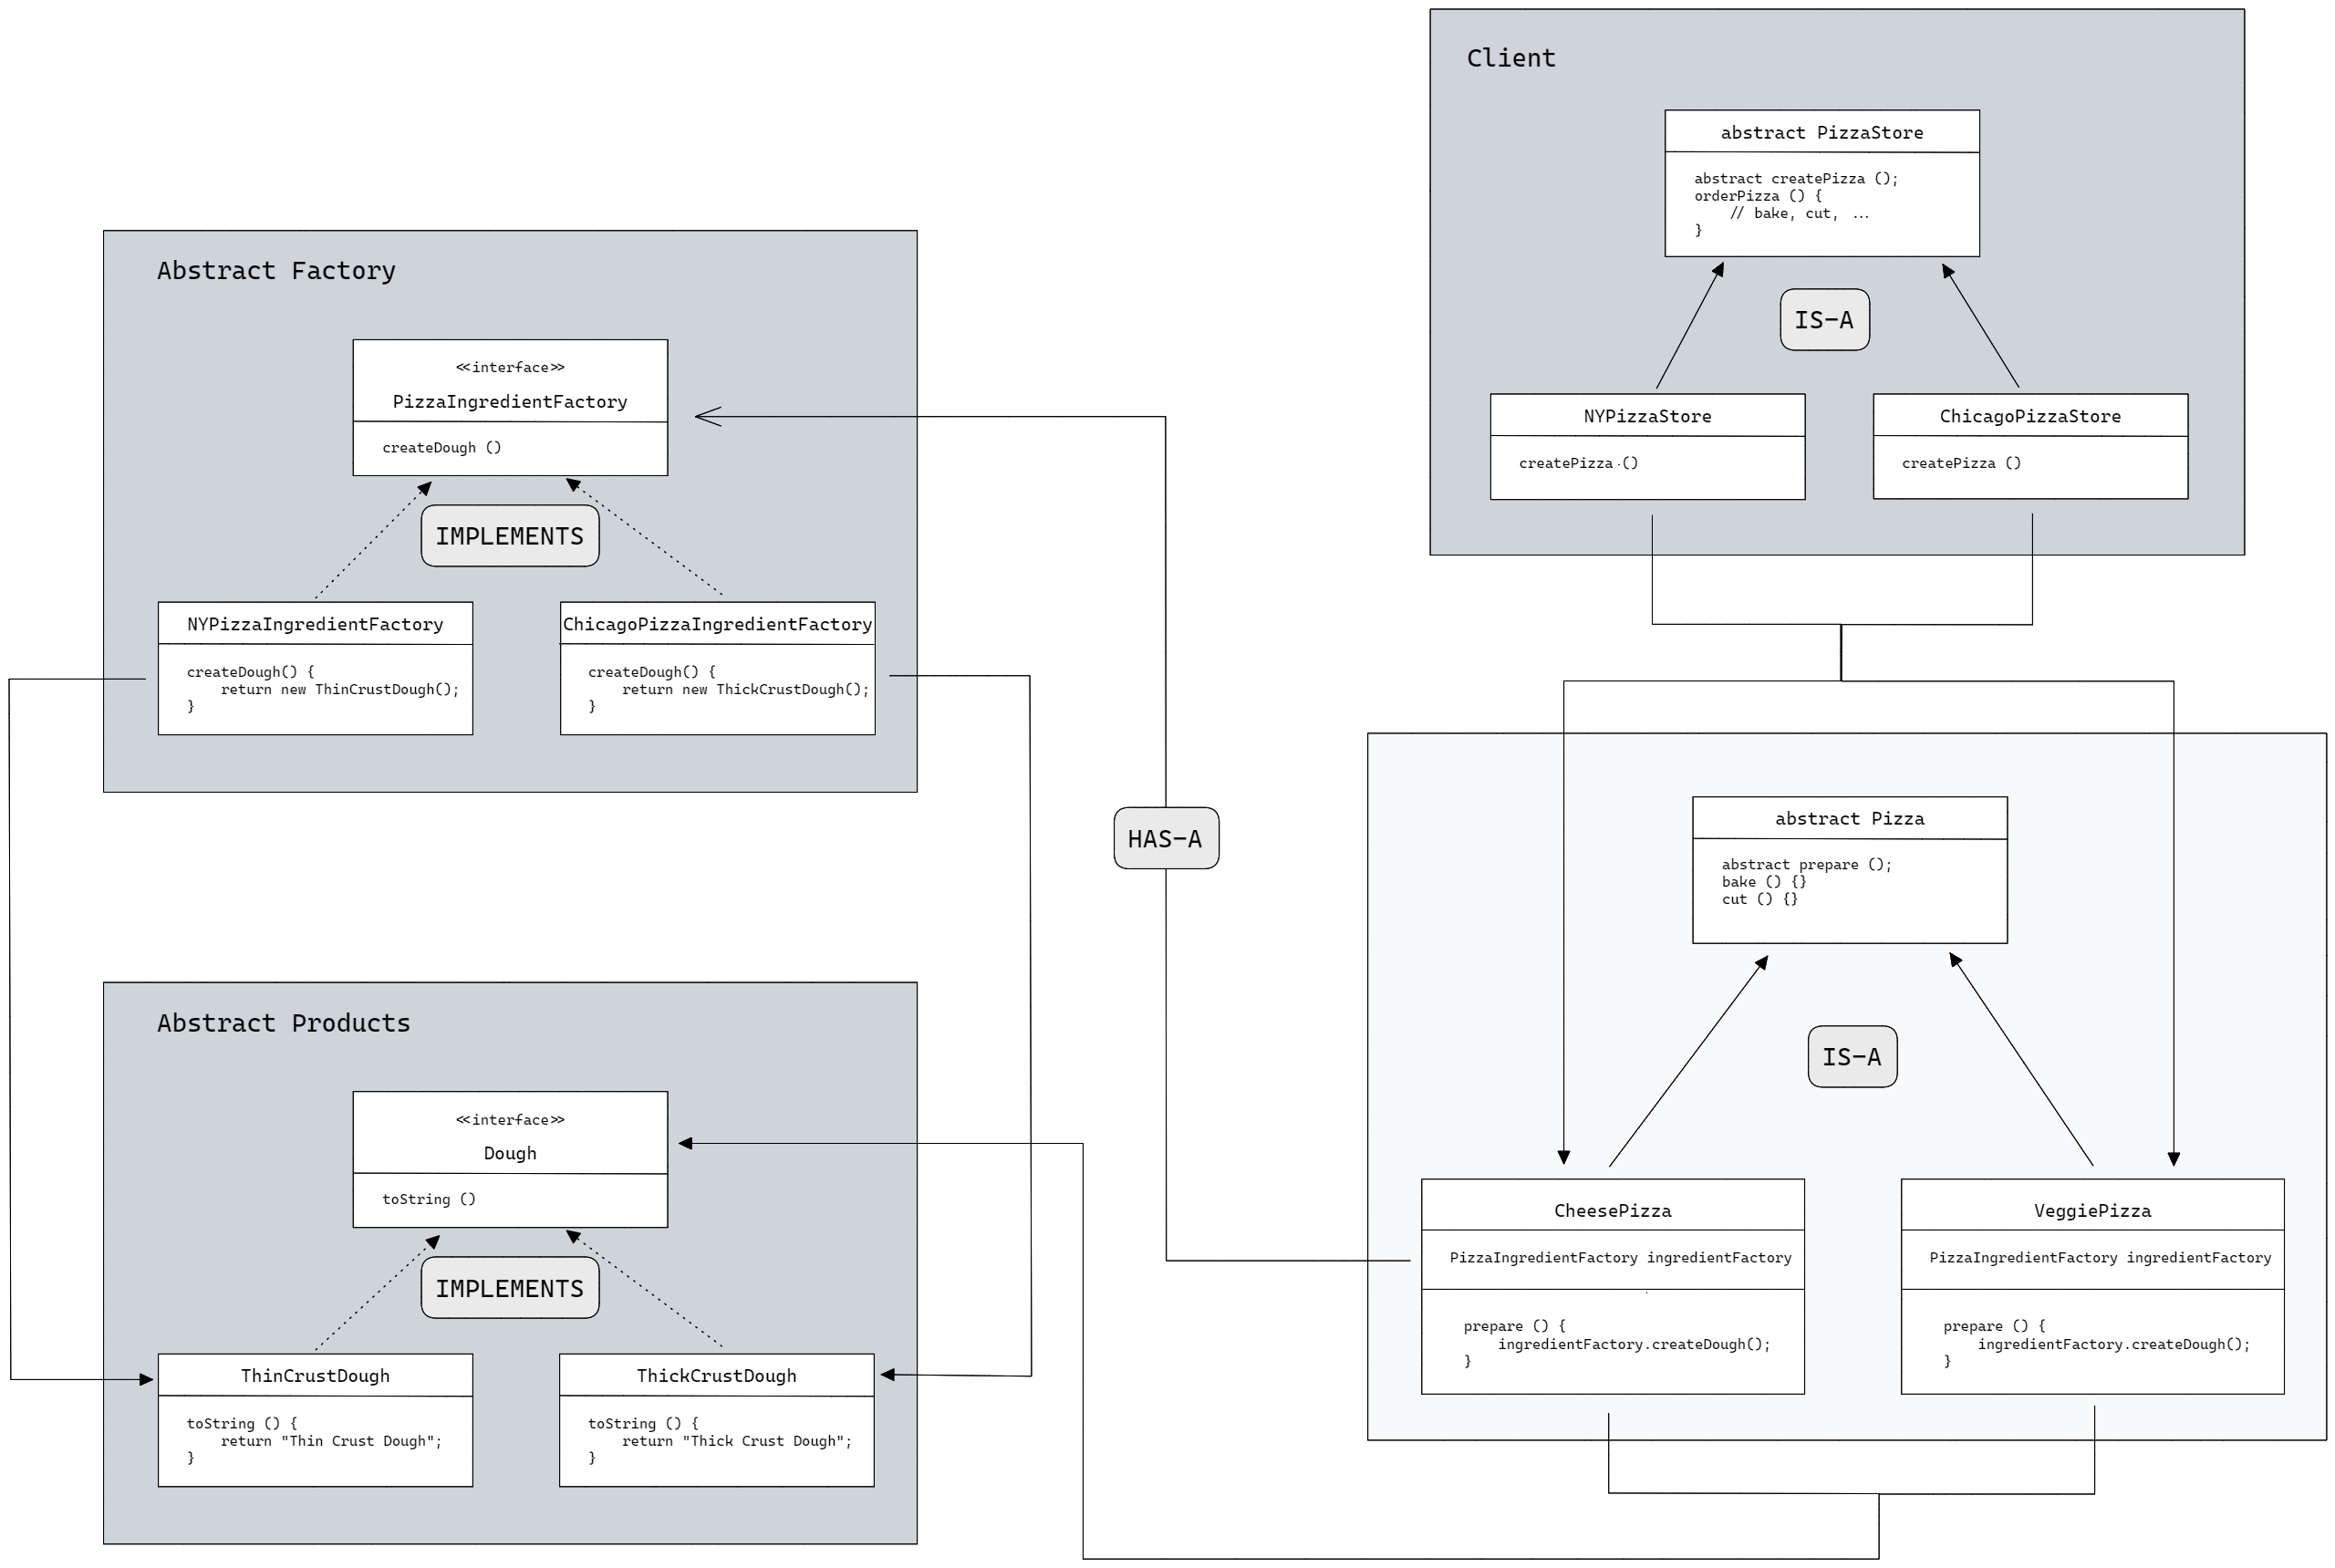 Client
abstract PizzaStore
abstract createPizza ();
orderPizza () {
    // bake, cut, ...
}
IS-A
NYPizzaStore
createPizza ()
ChicagoPizzaStore
createPizza ()
Abstract Factory
<<interface>>
PizzaIngredientFactory
createDough ()
IMPLEMENTS
NYPizzaIngredientFactory
createDough() {
    return new ThinCrustDough();
}
ChicagoPizzaIngredientFactory
createDough() {
    return new ThickCrustDough();
}
HAS-A
abstract Pizza
abstract prepare ();
bake () {}
cut () {}
IS-A
CheesePizza
PizzaIngredientFactory ingredientFactory
prepare () {
    ingredientFactory.createDough();
}
VeggiePizza
PizzaIngredientFactory ingredientFactory
prepare () {
    ingredientFactory.createDough();
}
Abstract Products
<<interface>>
Dough
toString ()
IMPLEMENTS
ThinCrustDough
toString () {
    return "Thin Crust Dough";
}
ThickCrustDough
toString () {
    return "Thick Crust Dough";
}